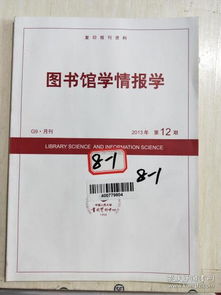 复印报刊资料
图书馆学情报学
G9·月刊
2013年 第12期
LIBRARY SCIENCE AND INFORMATION SCIENCE
8-1
8-1
400779804